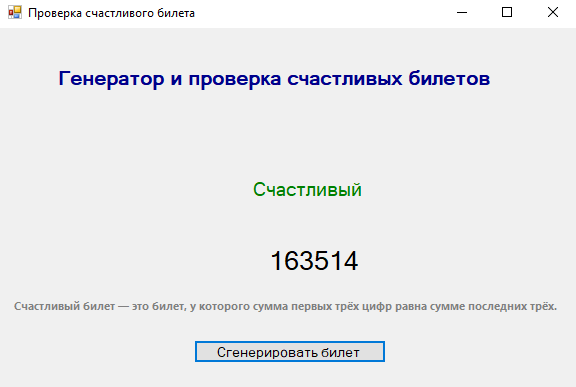 Проверка счастливого билета
Генератор и проверка счастливых билетов
Счастливый
163514
Счастливый билет — это билет, у которого сумма первых трёх цифр равна сумме последних трёх.
Сгенерировать билет